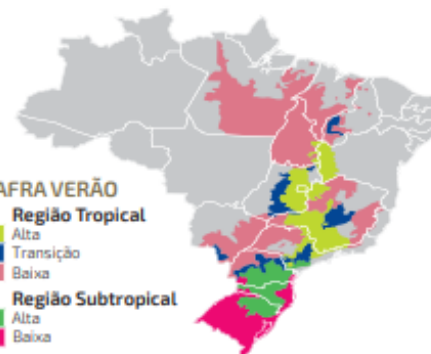 AFRA VERÃO
Região Tropical
Alta
Transição
Baixa
Região Subtropical
Alta
Baixa